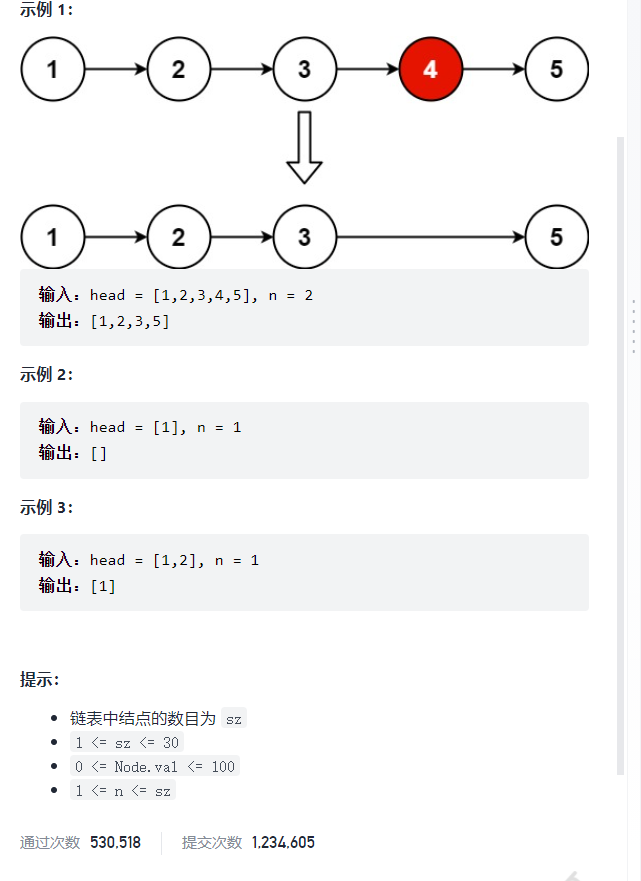 示例 1：
1 2 3 4 5
1 2 3 5
输入：head = [1,2,3,4,5], n = 2
输出：[1,2,3,5]
示例 2：
输入：head = [1], n = 1
输出：[]
示例 3：
输入：head = [1,2], n = 1
输出：[1]
提示：
链表中结点的数目为 sz
1 <= sz <= 30
0 <= Node.val <= 100
1 <= n <= sz
通过次数 530,518 提交次数 1,234,605